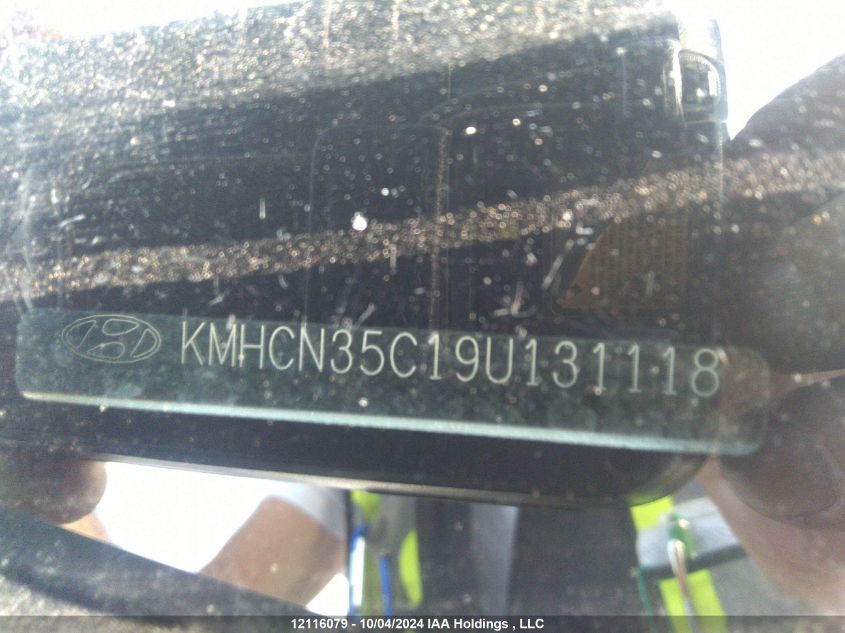 KMHCN35C19U131118
12116079 - 10/04/2024 IAA Holdings , LLC